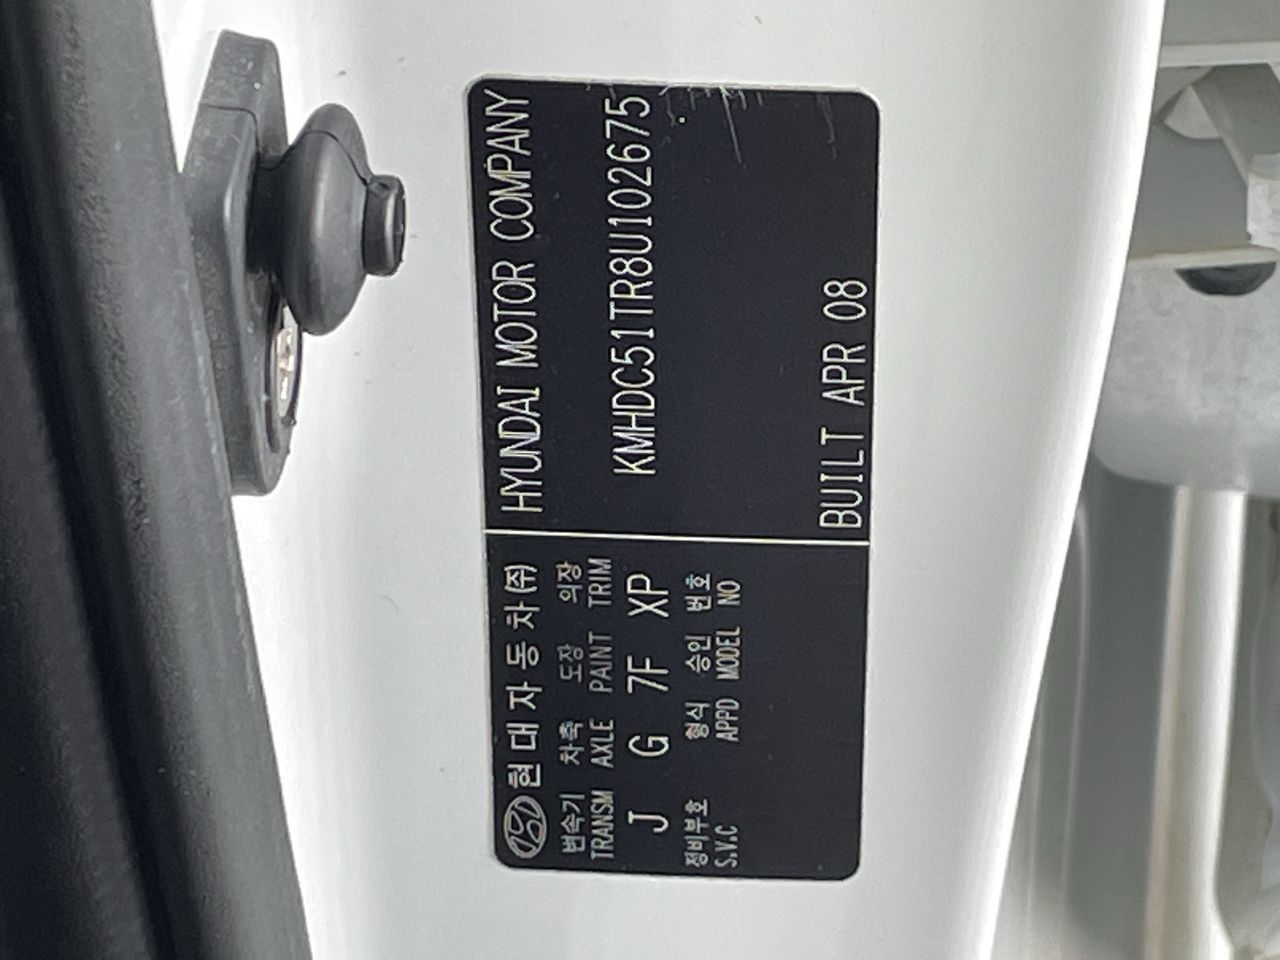 현대자동차(주)
변속기 차축 도장 의장
TRANSM AXLE PAINT TRIM
J G 7F XP
정비부호 형식 승인 번호
S.V.C APPD MODEL NO
HYUNDAI MOTOR COMPANY
KMHDC51TR8U102675
BUILT APR 08